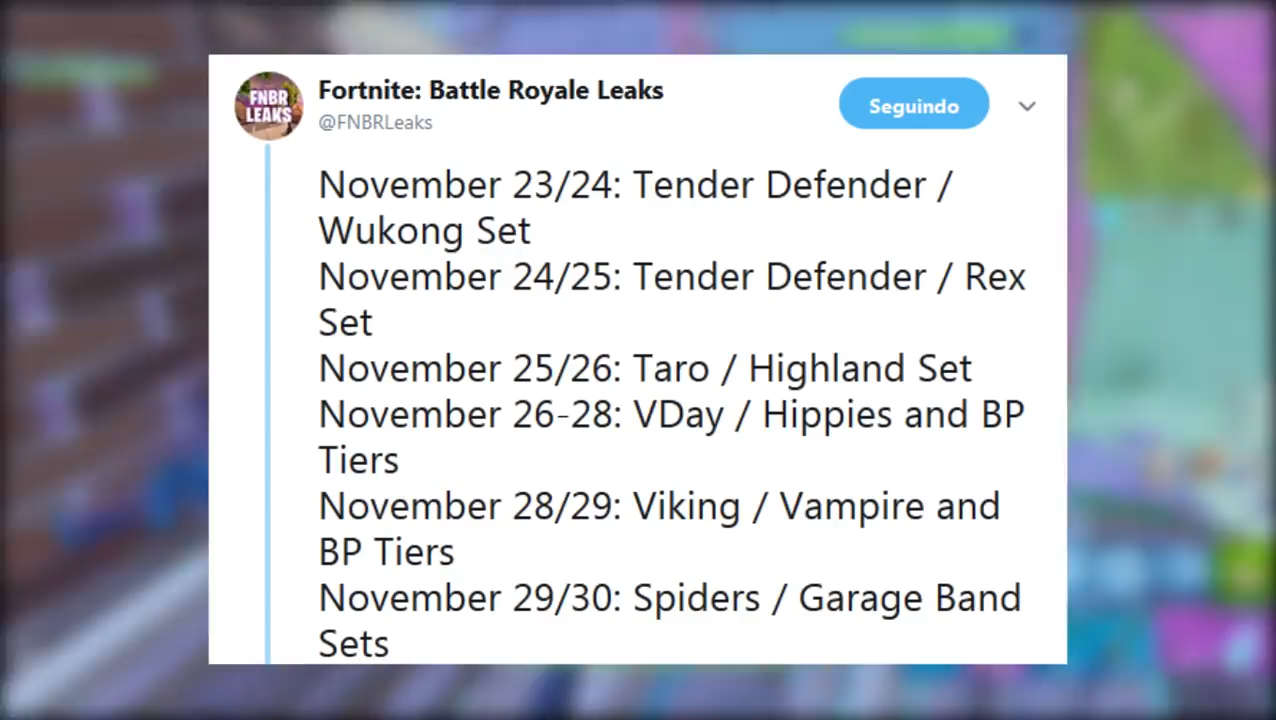 FNBR
LEAKS
Fortnite: Battle Royale Leaks
@FNBRLeaks
Seguindo
November 23/24: Tender Defender /
Wukong Set
November 24/25: Tender Defender / Rex
Set
November 25/26: Taro / Highland Set
November 26-28: VDay / Hippies and BP
Tiers
November 28/29: Viking / Vampire and
BP Tiers
November 29/30: Spiders / Garage Band
Sets